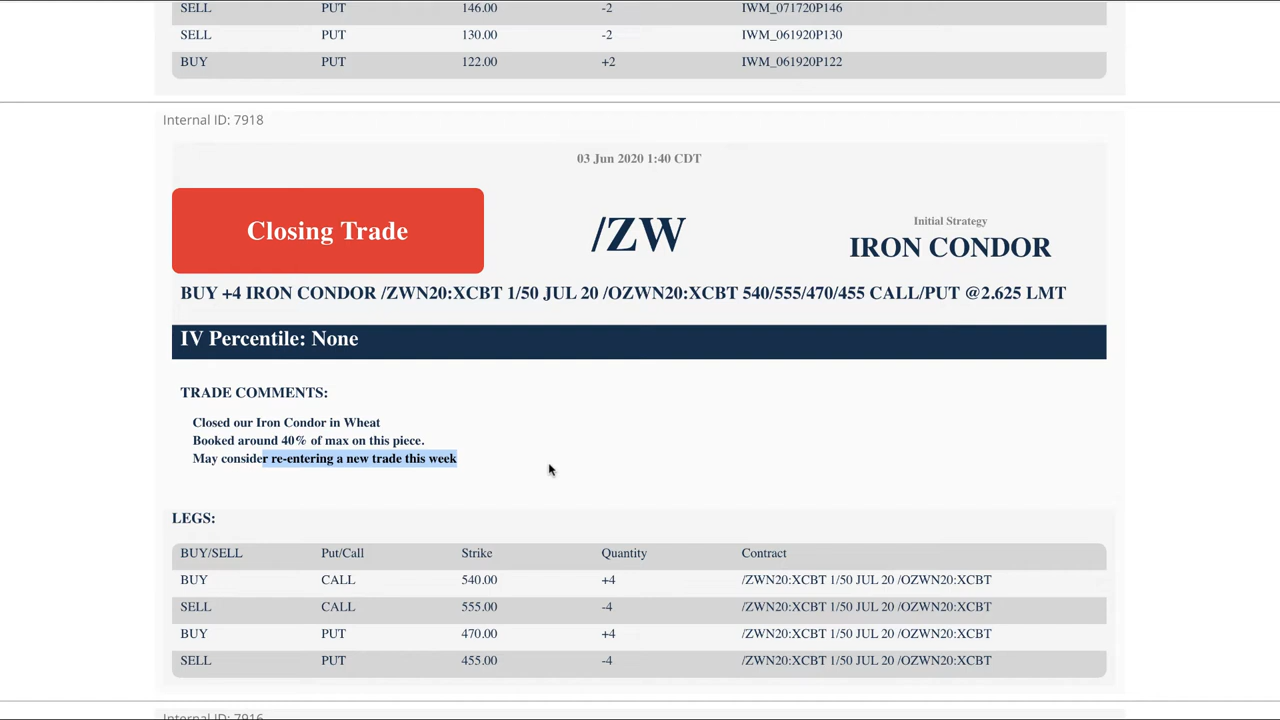 SELL PUT 146.00 -2 IWM_071720P146
SELL PUT 130.00 -2 IWM_061920P130
BUY PUT 122.00 +2 IWM_061920P122
Internal ID: 7918
03 Jun 2020 1:40 CDT
Closing Trade
/ZW
Initial Strategy
IRON CONDOR
BUY +4 IRON CONDOR /ZWN20:XCBT 1/50 JUL 20 /OZWN20:XCBT 540/555/470/455 CALL/PUT @2.625 LMT
IV Percentile: None
TRADE COMMENTS:
Closed our Iron Condor in Wheat
Booked around 40% of max on this piece.
May consider re-entering a new trade this week
LEGS:
BUY/SELL Put/Call Strike Quantity Contract
BUY CALL 540.00 +4 /ZWN20:XCBT 1/50 JUL 20 /OZWN20:XCBT
SELL CALL 555.00 -4 /ZWN20:XCBT 1/50 JUL 20 /OZWN20:XCBT
BUY PUT 470.00 +4 /ZWN20:XCBT 1/50 JUL 20 /OZWN20:XCBT
SELL PUT 455.00 -4 /ZWN20:XCBT 1/50 JUL 20 /OZWN20:XCBT
Internal ID: 7916